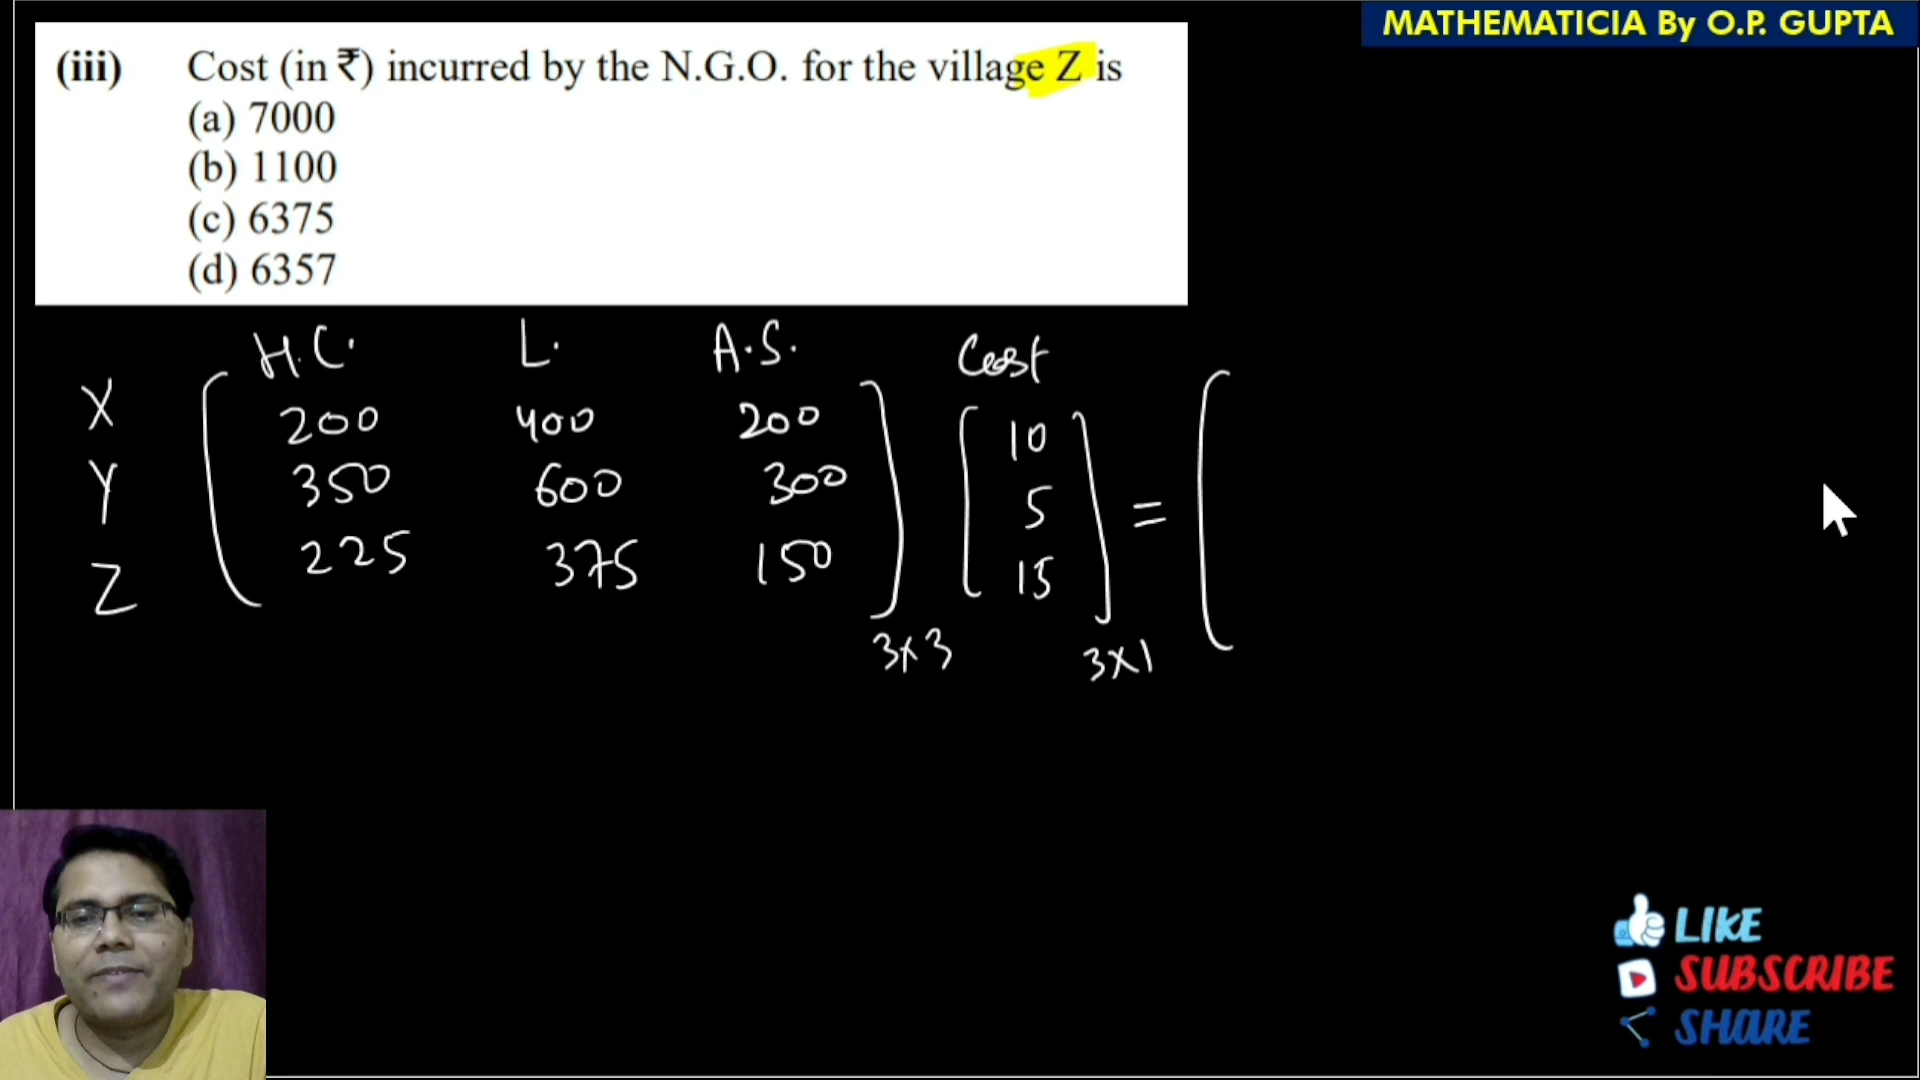 MATHEMATICIA By O.P. GUPTA
(iii) Cost (in ₹) incurred by the N.G.O. for the village Z is
(a) 7000
(b) 1100
(c) 6375
(d) 6357
H.C. L. A.S. Cost
X 200 400 200 10
Y 350 600 300 5 =
Z 225 375 150 15
3×3 3×1
LIKE
SUBSCRIBE
SHARE